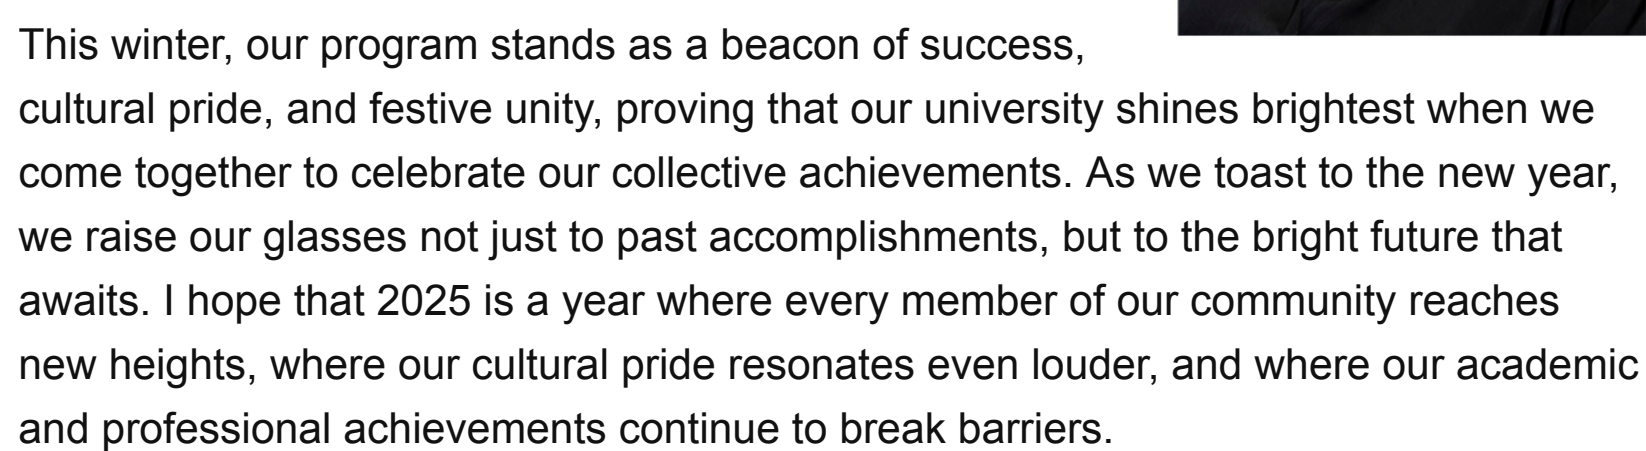 This winter, our program stands as a beacon of success,
cultural pride, and festive unity, proving that our university shines brightest when we
come together to celebrate our collective achievements. As we toast to the new year,
we raise our glasses not just to past accomplishments, but to the bright future that
awaits. I hope that 2025 is a year where every member of our community reaches
new heights, where our cultural pride resonates even louder, and where our academic
and professional achievements continue to break barriers.